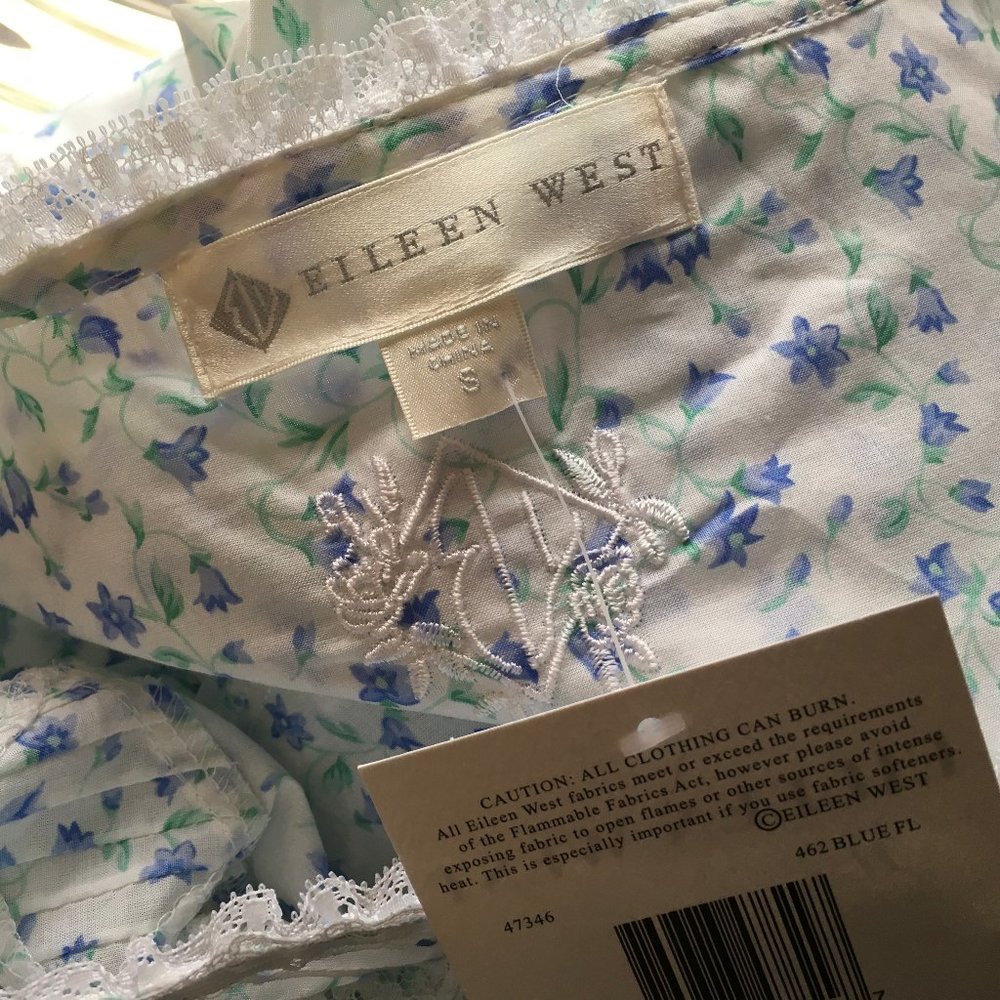 EILEEN WEST
MADE IN
CHINA
S
CAUTION: ALL CLOTHING CAN BURN.
All Eileen West fabrics meet or exceed the requirements
of the Flammable Fabrics Act, however please avoid
exposing fabric to open flames or other sources of intense
heat. This is especially important if you use fabric softeners.
©EILEEN WEST
462 BLUE FL
47346
7